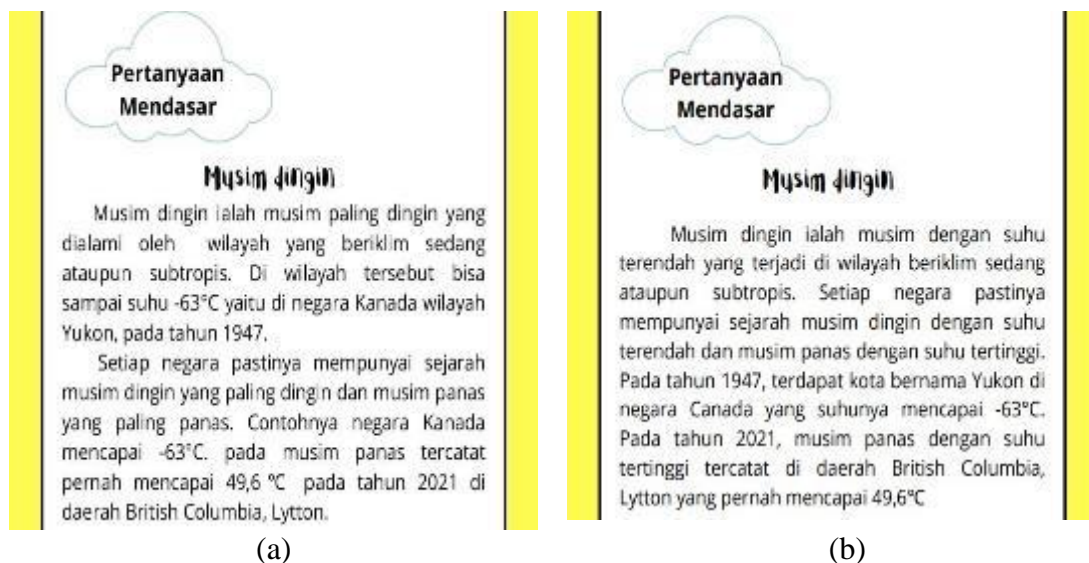 Pertanyaan
Mendasar
Musim dingin
Musim dingin ialah musim paling dingin yang
dialami oleh wilayah yang beriklim sedang
ataupun subtropis. Di wilayah tersebut bisa
sampai suhu -63°C yaitu di negara Kanada wilayah
Yukon, pada tahun 1947.
Setiap negara pastinya mempunyai sejarah
musim dingin yang paling dingin dan musim panas
yang paling panas. Contohnya negara Kanada
mencapai -63°C. pada musim panas tercatat
pernah mencapai 49,6 °C pada tahun 2021 di
daerah British Columbia, Lytton.
(a)
Pertanyaan
Mendasar
Musim dingin
Musim dingin ialah musim dengan suhu
terendah yang terjadi di wilayah beriklim sedang
ataupun subtropis. Setiap negara pastinya
mempunyai sejarah musim dingin dengan suhu
terendah dan musim panas dengan suhu tertinggi.
Pada tahun 1947, terdapat kota bernama Yukon di
negara Canada yang suhunya mencapai -63°C.
Pada tahun 2021, musim panas dengan suhu
tertinggi tercatat di daerah British Columbia,
Lytton yang pernah mencapai 49,6°C
(b)